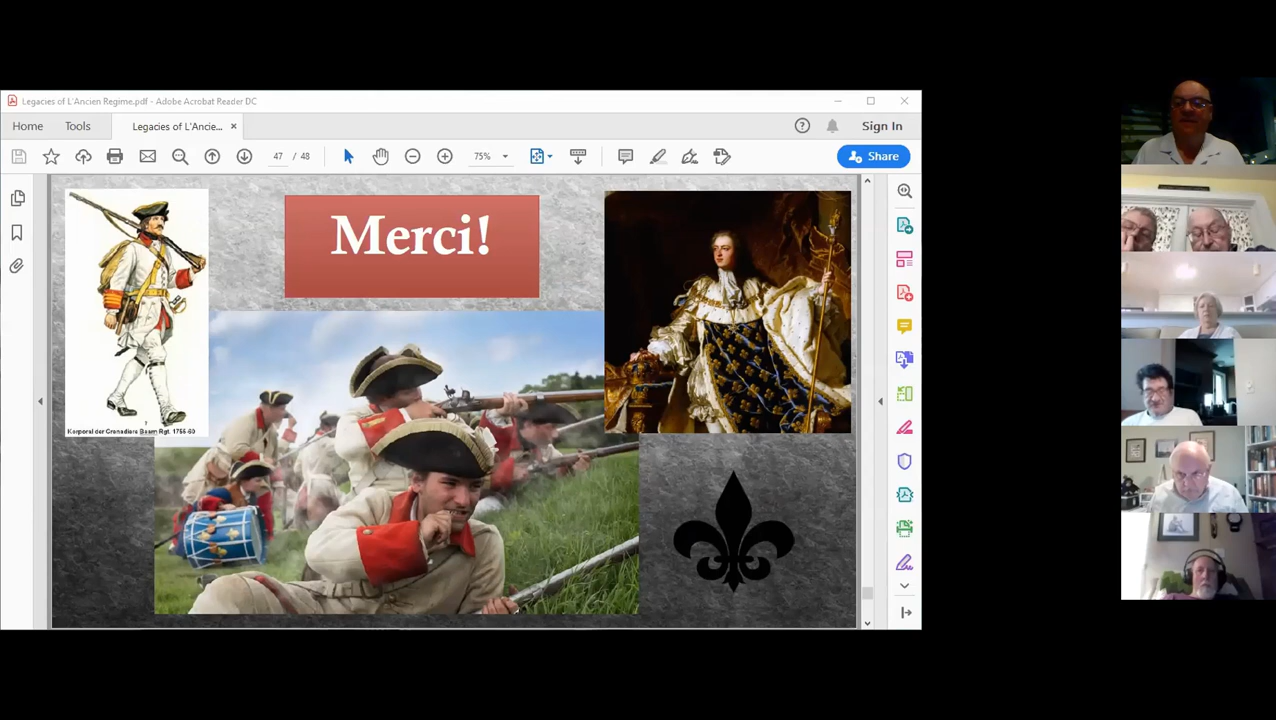 Legacies of L'Ancien Regime.pdf - Adobe Acrobat Reader DC
Home Tools Legacies of L'Ancie... × Sign In
47 / 48 75% Share
Merci!
Korporal der Grenadiere Bearn Rgt. 1755-60